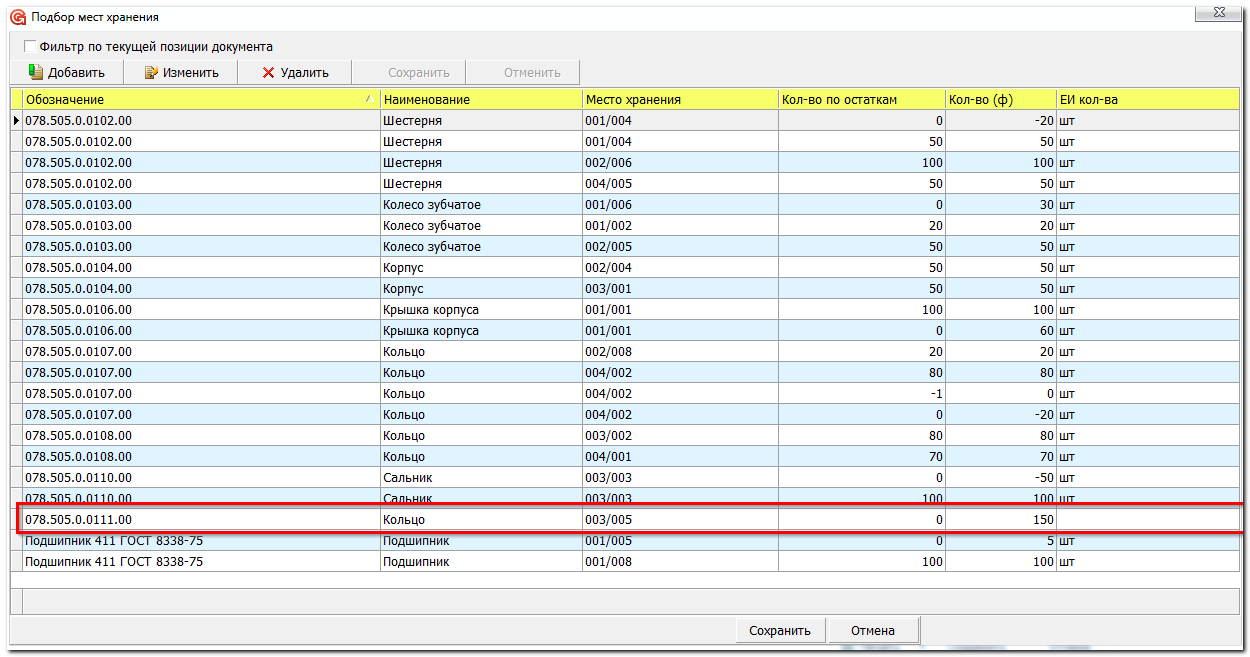 Подбор мест хранения
Фильтр по текущей позиции документа
Добавить Изменить Удалить Сохранить Отменить
Обозначение Наименование Место хранения Кол-во по остаткам Кол-во (ф) ЕИ кол-ва
078.505.0.0102.00 Шестерня 001/004 0 -20 шт
078.505.0.0102.00 Шестерня 001/004 50 50 шт
078.505.0.0102.00 Шестерня 002/006 100 100 шт
078.505.0.0102.00 Шестерня 004/005 50 50 шт
078.505.0.0103.00 Колесо зубчатое 001/006 0 30 шт
078.505.0.0103.00 Колесо зубчатое 001/002 20 20 шт
078.505.0.0103.00 Колесо зубчатое 002/005 50 50 шт
078.505.0.0104.00 Корпус 002/004 50 50 шт
078.505.0.0104.00 Корпус 003/001 50 50 шт
078.505.0.0106.00 Крышка корпуса 001/001 100 100 шт
078.505.0.0106.00 Крышка корпуса 001/001 0 60 шт
078.505.0.0107.00 Кольцо 002/008 20 20 шт
078.505.0.0107.00 Кольцо 004/002 80 80 шт
078.505.0.0107.00 Кольцо 004/002 -1 0 шт
078.505.0.0107.00 Кольцо 004/002 0 -20 шт
078.505.0.0108.00 Кольцо 003/002 80 80 шт
078.505.0.0108.00 Кольцо 004/001 70 70 шт
078.505.0.0110.00 Сальник 003/003 0 -50 шт
078.505.0.0110.00 Сальник 003/003 100 100 шт
078.505.0.0111.00 Кольцо 003/005 0 150
Подшипник 411 ГОСТ 8338-75 Подшипник 001/005 0 5 шт
Подшипник 411 ГОСТ 8338-75 Подшипник 001/008 100 100 шт
Сохранить Отмена